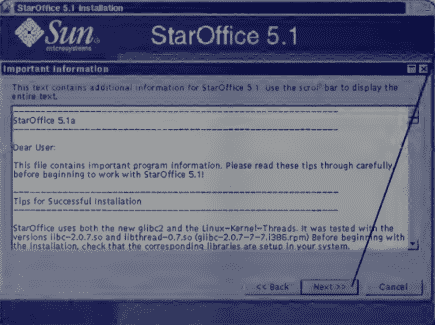 StarOffice 5.1 Installation
Sun
microsystems
StarOffice 5.1
Important Information
This text contains additional information for StarOffice 5.1. use the scroll bar to display the
entire text.
StarOffice 5.1a
Dear User:
This file contains important program information. Please read these tips through carefully
before beginning to work with StarOffice 5.1!
Tips for Successful Installation
StarOffice uses both the new glibc2 and the Linux-Kernel-Threads. It was tested with the
versions libc-2.0.7.so and libthread-0.7.so (glibc-2.0.7-7-7.i386.rpm) Before beginning with
the installation, check that the corresponding libraries are setup in your system.
<< Back
Next >>
Cancel